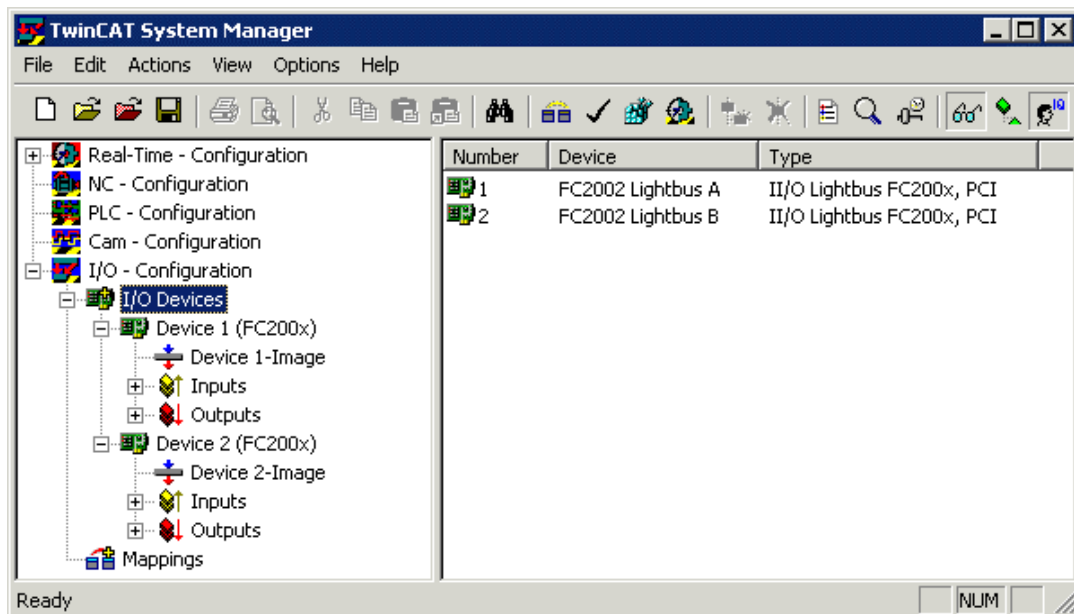 TwinCAT System Manager
File Edit Actions View Options Help
Real-Time - Configuration
NC - Configuration
PLC - Configuration
Cam - Configuration
I/O - Configuration
I/O Devices
Device 1 (FC200x)
Device 1-Image
Inputs
Outputs
Device 2 (FC200x)
Device 2-Image
Inputs
Outputs
Mappings
Number Device Type
1 FC2002 Lightbus A II/O Lightbus FC200x, PCI
2 FC2002 Lightbus B II/O Lightbus FC200x, PCI
Ready NUM